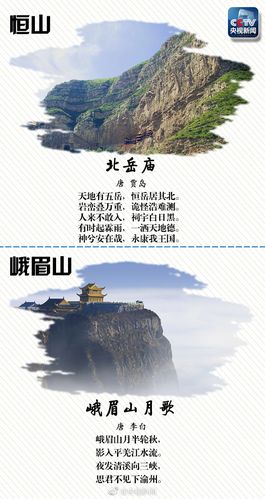 恒山
CCTV
央视新闻
北岳庙
唐 贾岛
天地有五岳，恒岳居其北。
岩峦叠万重，诡怪浩难测。
人来不敢入，祠宇白日黑。
有时起霖雨，一洒天地德。
神兮安在哉，永康我王国。
峨眉山
峨眉山月歌
唐 李白
峨眉山月半轮秋，
影入平羌江水流。
夜发清溪向三峡，
思君不见下渝州。
@央视新闻